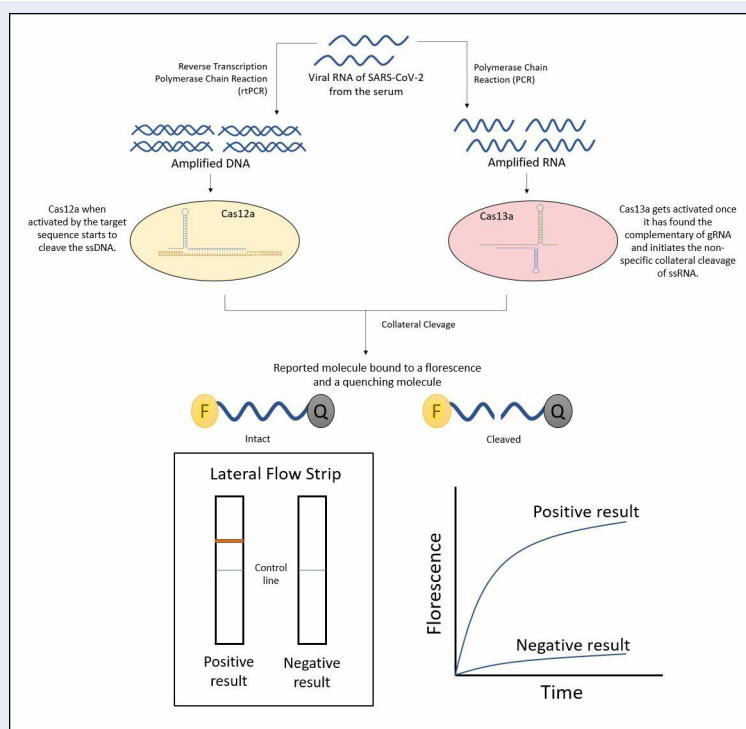 Reverse Transcription
Polymerase Chain Reaction
(rtPCR)
Viral RNA of SARS-CoV-2
from the serum
Polymerase Chain
Reaction (PCR)
Amplified DNA
Amplified RNA
Cas12a when
activated by the target
sequence starts to
cleave the ssDNA.
Cas12a
Cas13a
Cas13a gets activated once
it has found the
complementary of gRNA
and initiates the non-
specific collateral cleavage
of ssRNA.
Collateral Clevage
Reported molecule bound to a florescence
and a quenching molecule
F
Q
Intact
F
Q
Cleaved
Lateral Flow Strip
Control
line
Positive
result
Negative
result
Florescence
Positive result
Negative result
Time